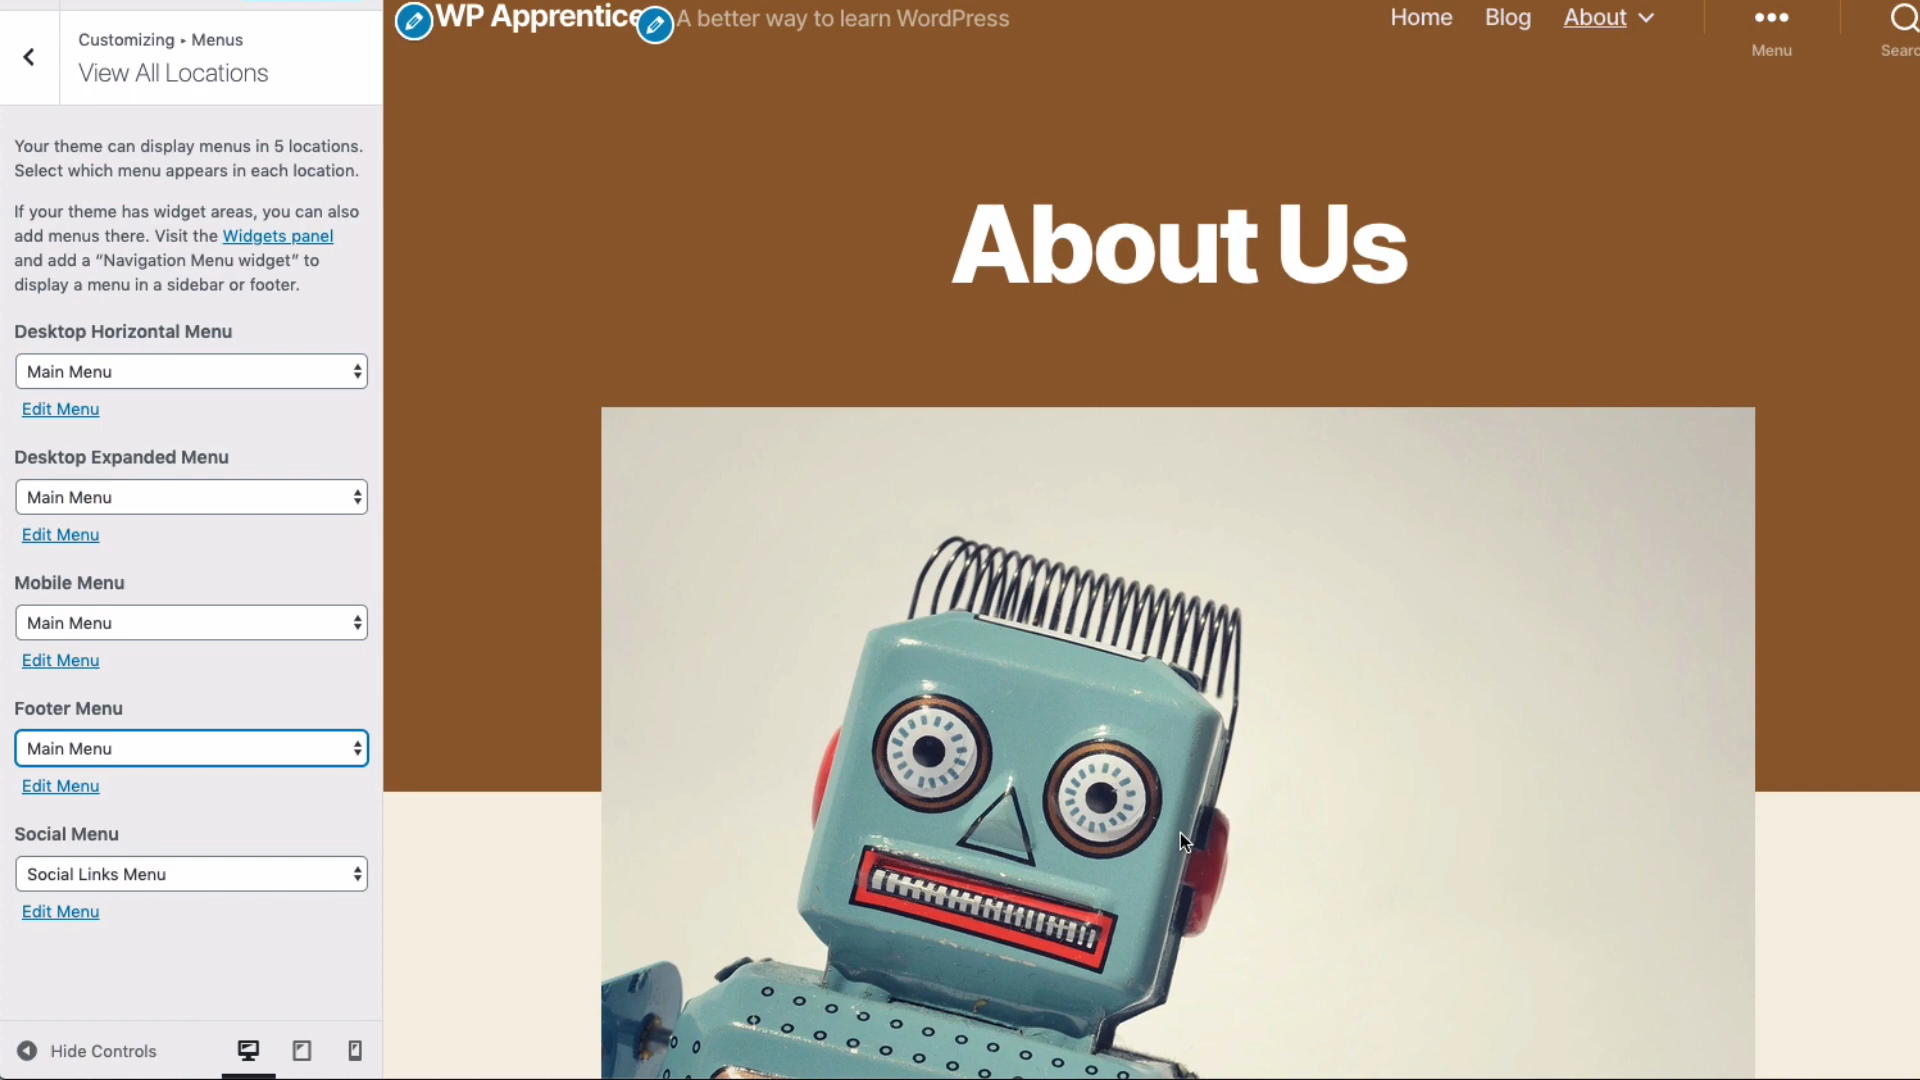 Customizing ▸ Menus
View All Locations
Your theme can display menus in 5 locations.
Select which menu appears in each location.
If your theme has widget areas, you can also
add menus there. Visit the Widgets panel
and add a “Navigation Menu widget” to
display a menu in a sidebar or footer.
Desktop Horizontal Menu
Main Menu
Edit Menu
Desktop Expanded Menu
Main Menu
Edit Menu
Mobile Menu
Main Menu
Edit Menu
Footer Menu
Main Menu
Edit Menu
Social Menu
Social Links Menu
Edit Menu
Hide Controls
WP Apprentice A better way to learn WordPress
Home Blog About
Menu
Searc
About Us